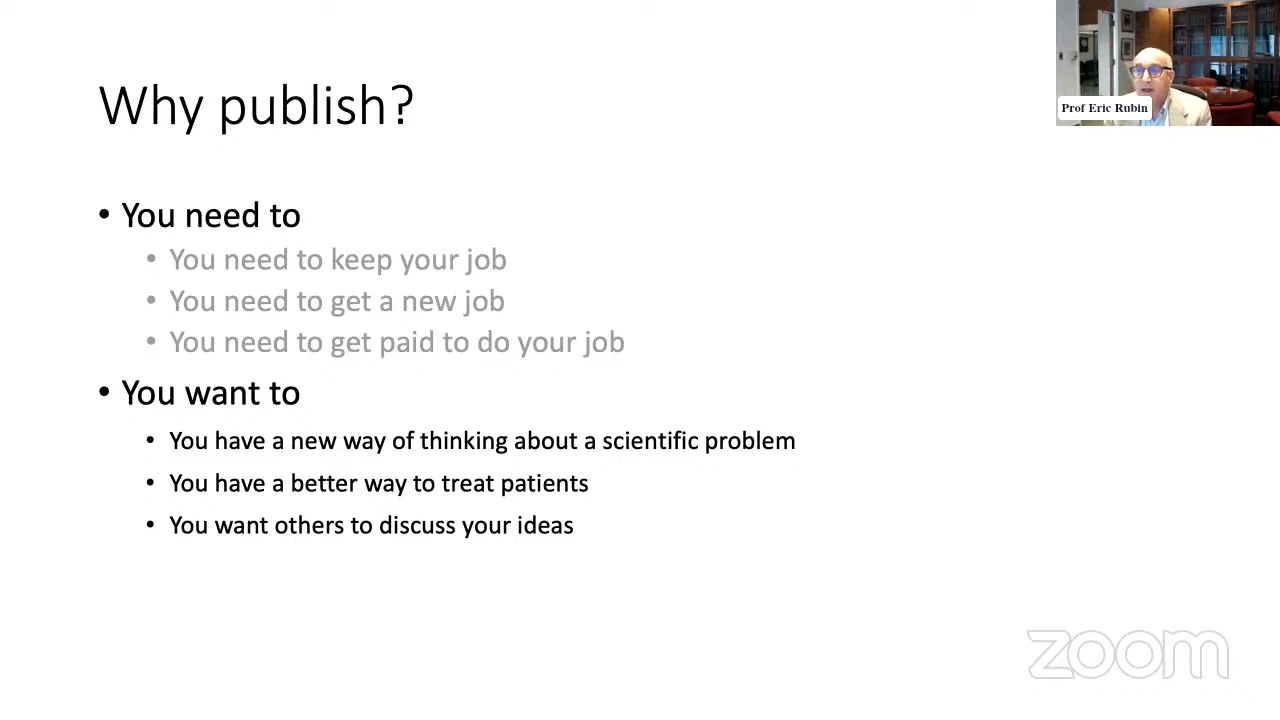 Why publish?
Prof Eric Rubin
• You need to
• You need to keep your job
• You need to get a new job
• You need to get paid to do your job
• You want to
• You have a new way of thinking about a scientific problem
• You have a better way to treat patients
• You want others to discuss your ideas
zoom